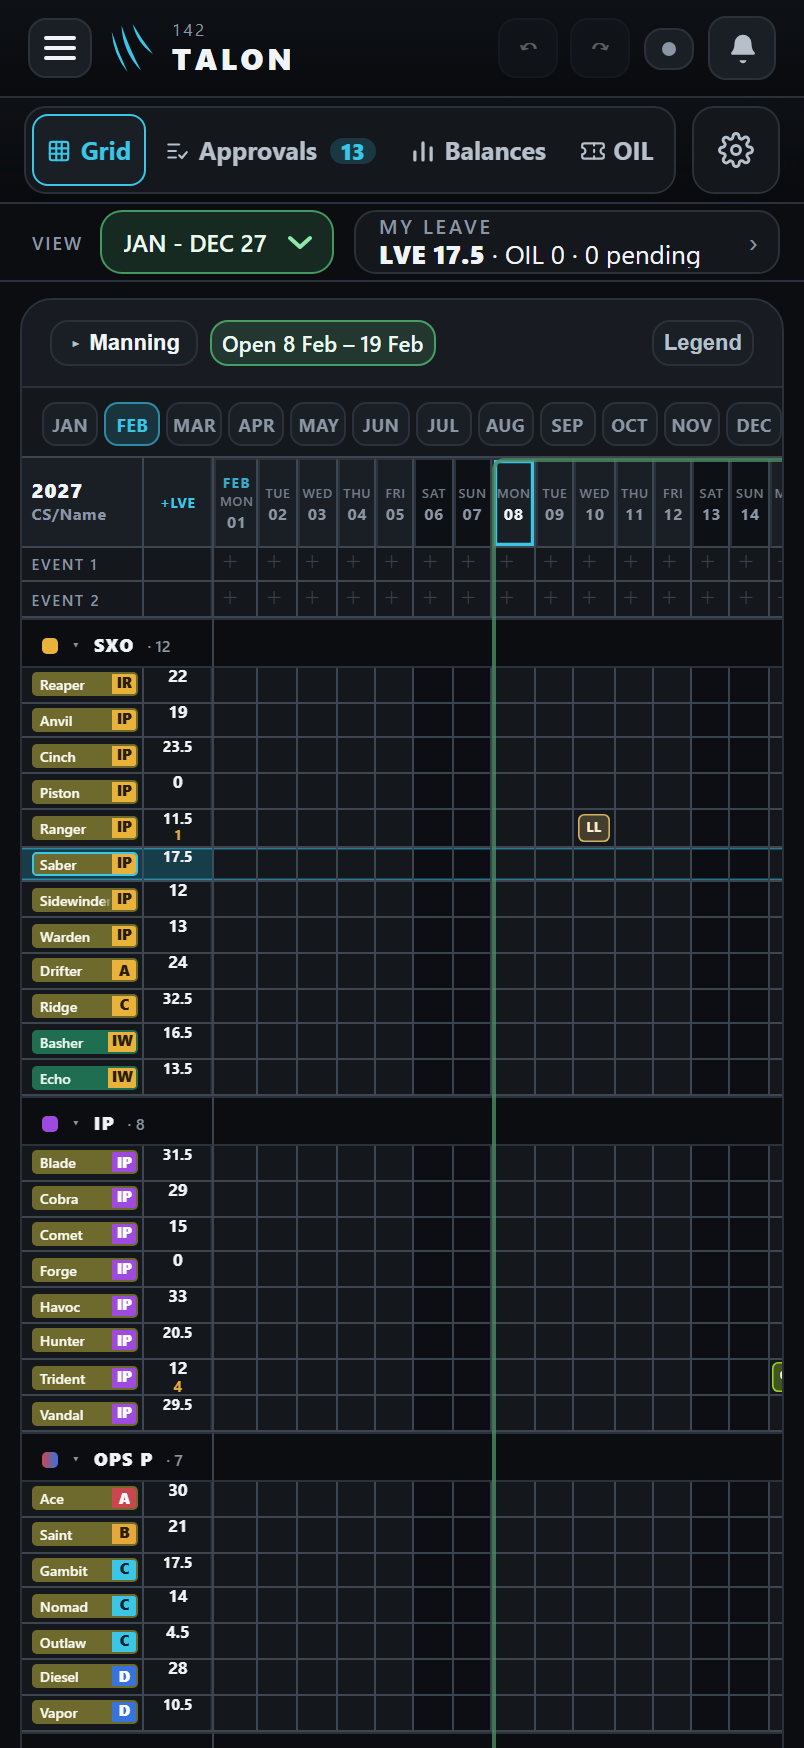 142
TALON
Grid
Approvals 13
Balances
OIL
VIEW
JAN - DEC 27
MY LEAVE
LVE 17.5 · OIL 0 · 0 pending
Manning
Open 8 Feb – 19 Feb
Legend
JAN FEB MAR APR MAY JUN JUL AUG SEP OCT NOV DEC
2027
CS/Name
+LVE
FEB
MON TUE WED THU FRI SAT SUN MON TUE WED THU FRI SAT SUN
01 02 03 04 05 06 07 08 09 10 11 12 13 14
EVENT 1 + + + + + + + + + + + + + +
EVENT 2 + + + + + + + + + + + + + +
SXO · 12
Reaper IR 22
Anvil IP 19
Cinch IP 23.5
Piston IP 0
Ranger IP 11.5
1
LL
Saber IP 17.5
Sidewinder IP 12
Warden IP 13
Drifter A 24
Ridge C 32.5
Basher IW 16.5
Echo IW 13.5
IP · 8
Blade IP 31.5
Cobra IP 29
Comet IP 15
Forge IP 0
Havoc IP 33
Hunter IP 20.5
Trident IP 12
4
Vandal IP 29.5
OPS P · 7
Ace A 30
Saint B 21
Gambit C 17.5
Nomad C 14
Outlaw C 4.5
Diesel D 28
Vapor D 10.5